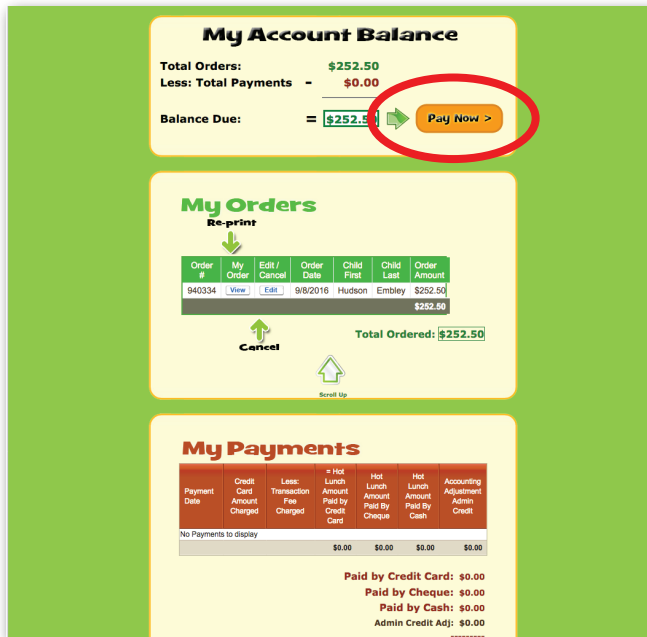 My Account Balance
Total Orders: $252.50
Less: Total Payments - $0.00
Balance Due: = $252.50 Pay Now >
My Orders
Re-print
Order # My Order Edit / Cancel Order Date Child First Child Last Order Amount
940334 View Edit 9/8/2016 Hudson Embley $252.50
$252.50
Total Ordered: $252.50
Cancel
Scroll Up
My Payments
Payment Date Credit Card Amount Charged Less: Transaction Fee Charged = Hot Lunch Amount Paid by Credit Card Hot Lunch Amount Paid By Cheque Hot Lunch Amount Paid By Cash Accounting Adjustment Admin Credit
No Payments to display
$0.00 $0.00 $0.00 $0.00
Paid by Credit Card: $0.00
Paid by Cheque: $0.00
Paid by Cash: $0.00
Admin Credit Adj: $0.00